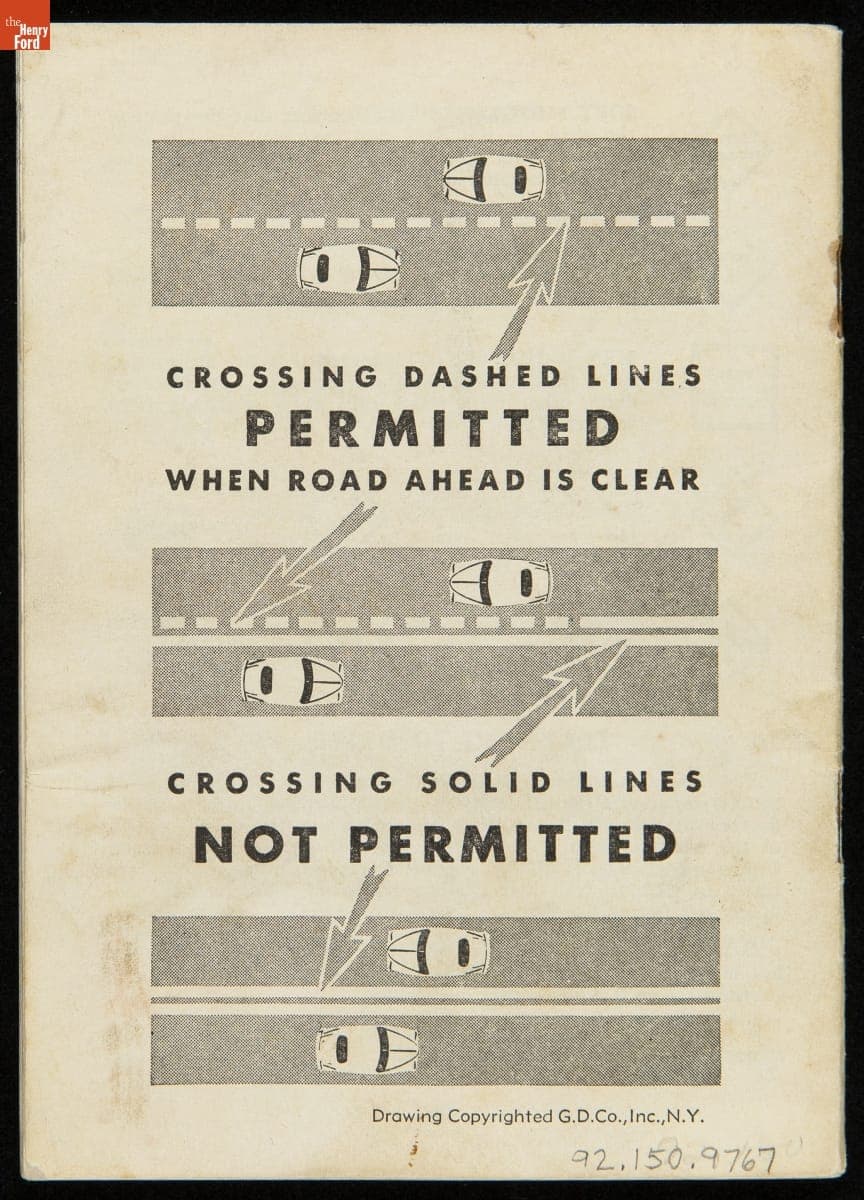 the
Henry
Ford
CROSSING DASHED LINES
PERMITTED
WHEN ROAD AHEAD IS CLEAR
CROSSING SOLID LINES
NOT PERMITTED
Drawing Copyrighted G.D.Co.,Inc.,N.Y.
92.150.9767